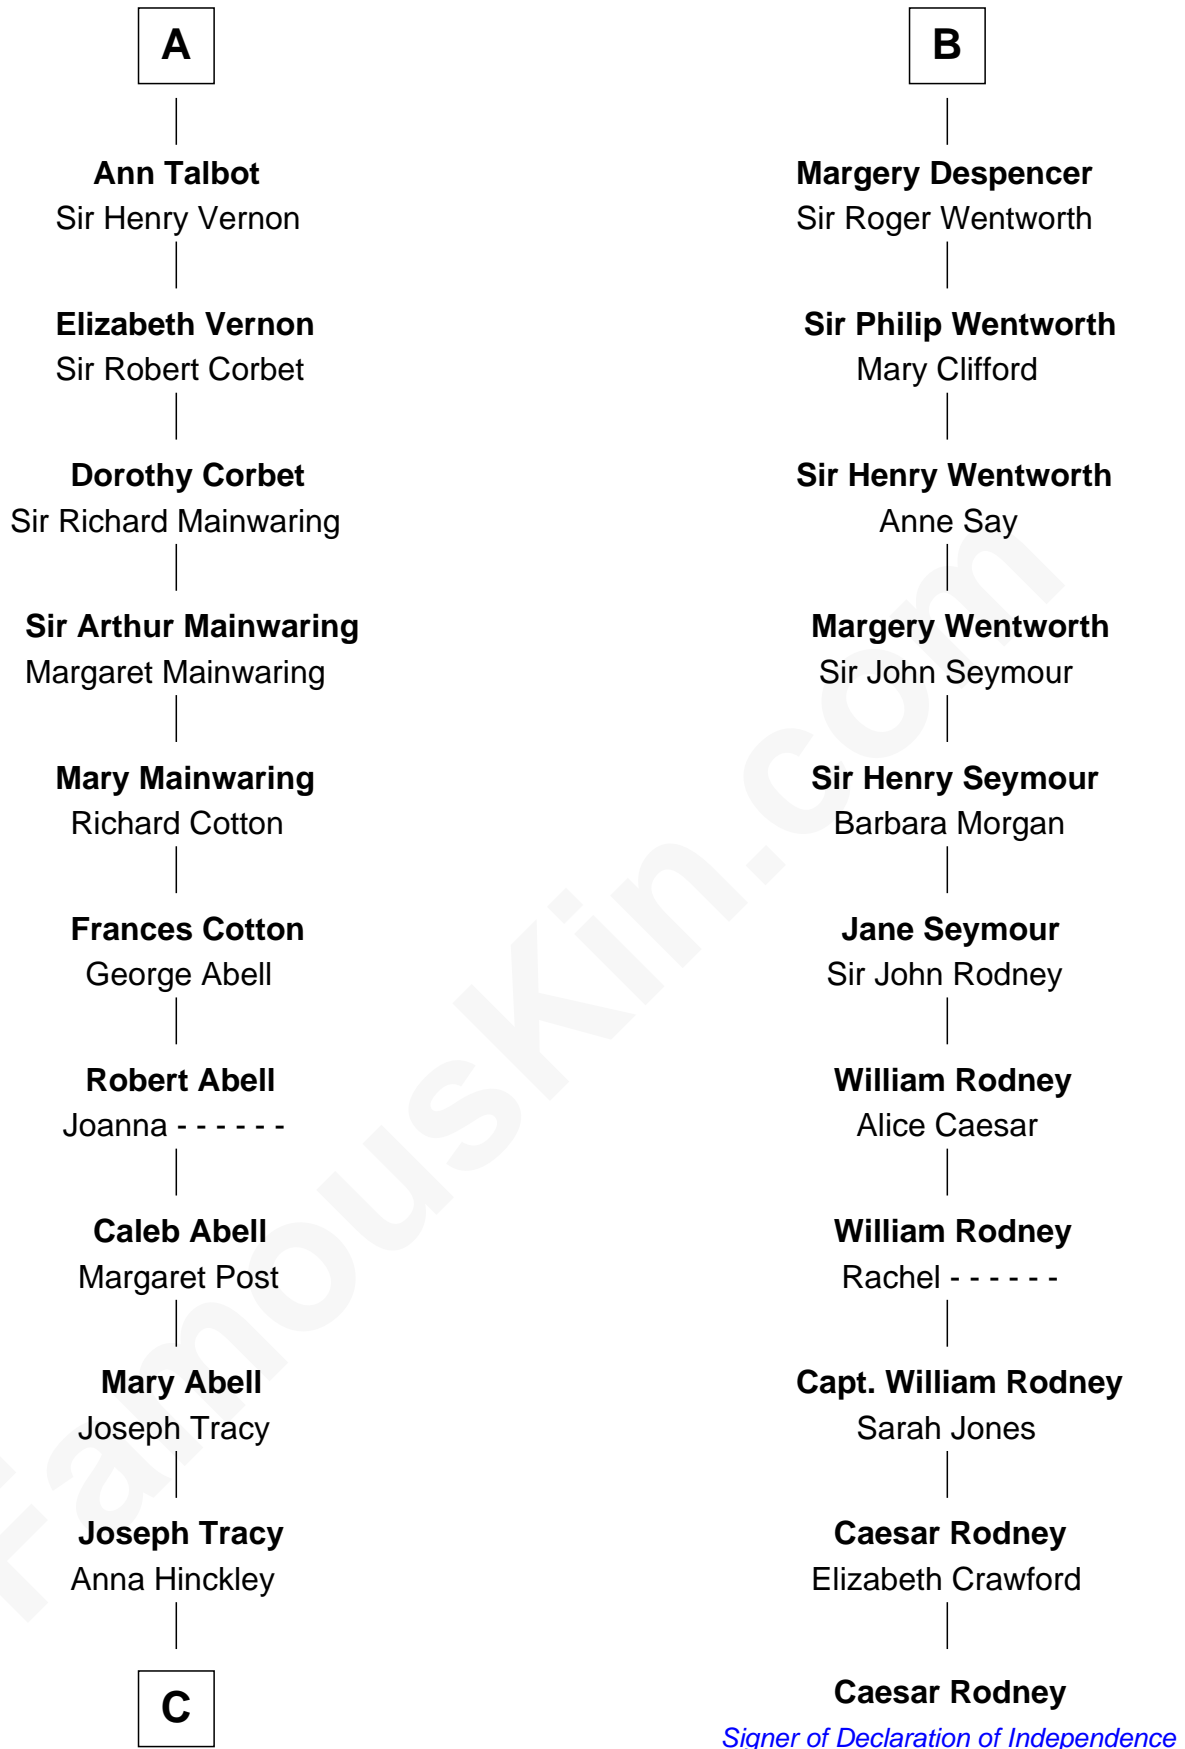 A
Ann Talbot
Sir Henry Vernon
Elizabeth Vernon
Sir Robert Corbet
Dorothy Corbet
Sir Richard Mainwaring
Sir Arthur Mainwaring
Margaret Mainwaring
Mary Mainwaring
Richard Cotton
Frances Cotton
George Abell
Robert Abell
Joanna - - - - - -
Caleb Abell
Margaret Post
Mary Abell
Joseph Tracy
Joseph Tracy
Anna Hinckley
C
B
Margery Despencer
Sir Roger Wentworth
Sir Philip Wentworth
Mary Clifford
Sir Henry Wentworth
Anne Say
Margery Wentworth
Sir John Seymour
Sir Henry Seymour
Barbara Morgan
Jane Seymour
Sir John Rodney
William Rodney
Alice Caesar
William Rodney
Rachel - - - - - -
Capt. William Rodney
Sarah Jones
Caesar Rodney
Elizabeth Crawford
Caesar Rodney
Signer of Declaration of Independence
FamousKin.com